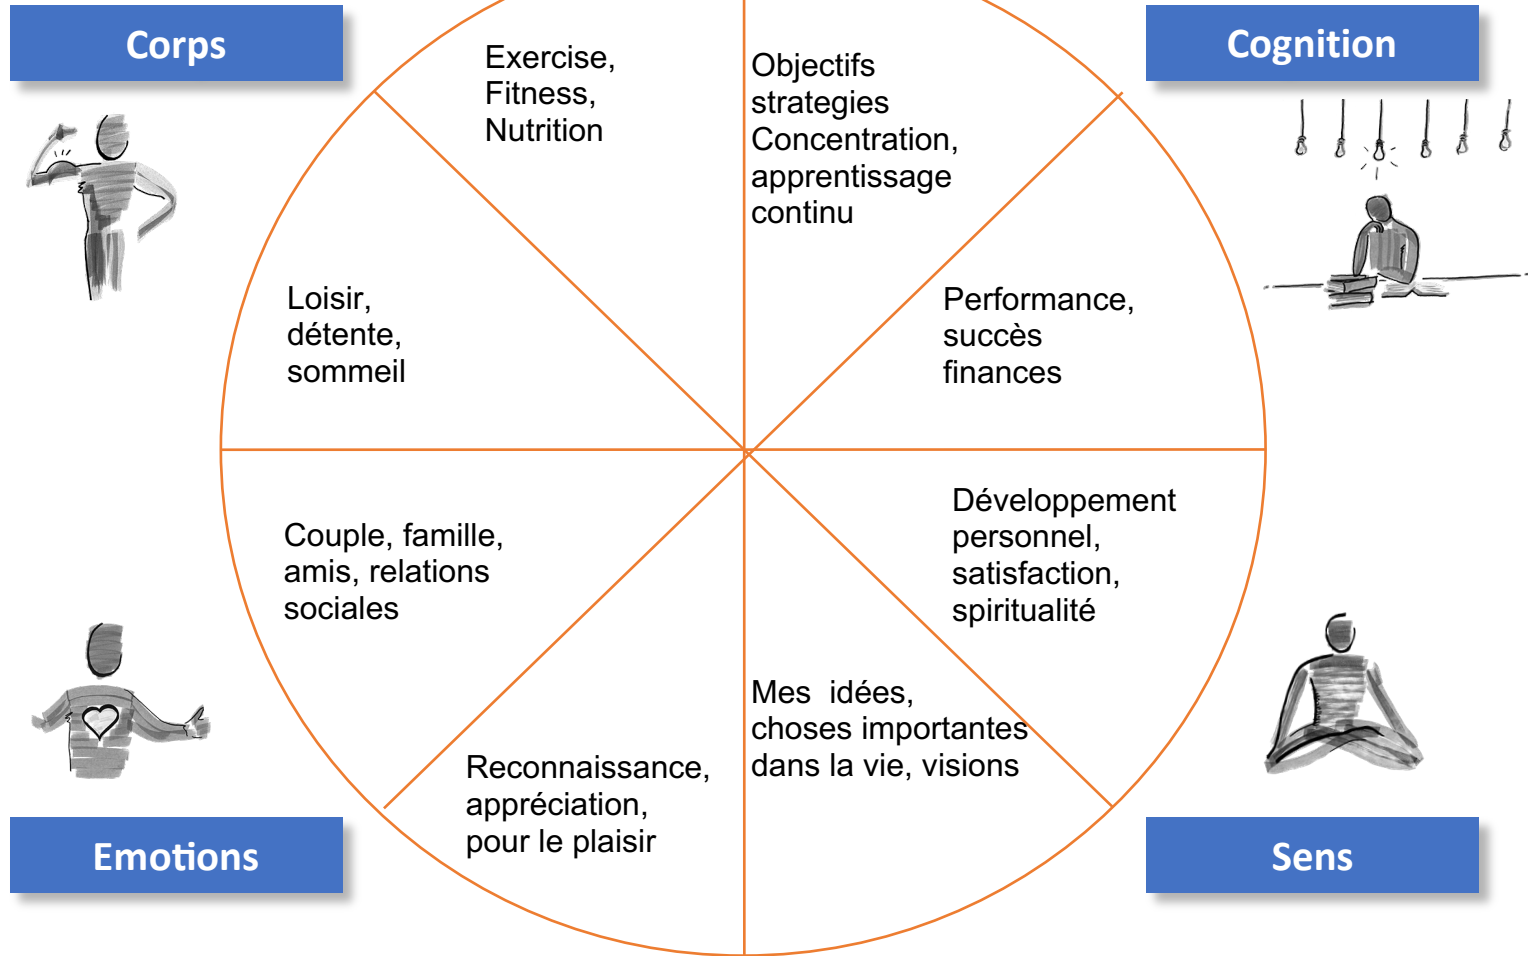 Corps
Exercise,
Fitness,
Nutrition
Objectifs
strategies
Concentration,
apprentissage
continu
Cognition
Loisir,
détente,
sommeil
Performance,
succès
finances
Couple, famille,
amis, relations
sociales
Développement
personnel,
satisfaction,
spiritualité
Reconnaissance,
appréciation,
pour le plaisir
Mes  idées,
choses importantes
dans la vie, visions
Emotions
Sens